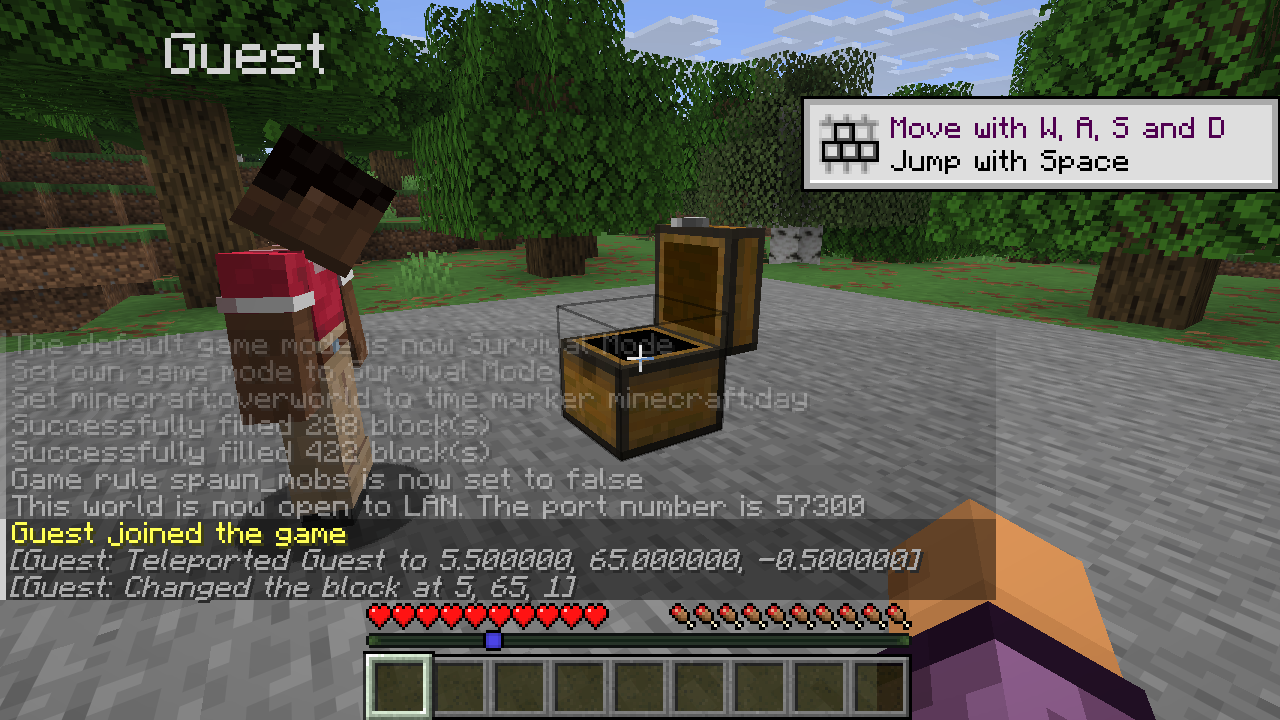 Guest
Move with W, A, S and D
Jump with Space
The default game mode is now Survival Mode
Set own game mode to Survival Mode
Set minecraft:overworld to time marker minecraft:day
Successfully filled 288 block(s)
Successfully filled 422 block(s)
Game rule spawn_mobs is now set to false
This world is now open to LAN. The port number is 57300
Guest joined the game
[Guest: Teleported Guest to 5.500000, 65.000000, -0.500000]
[Guest: Changed the block at 5, 65, 1]